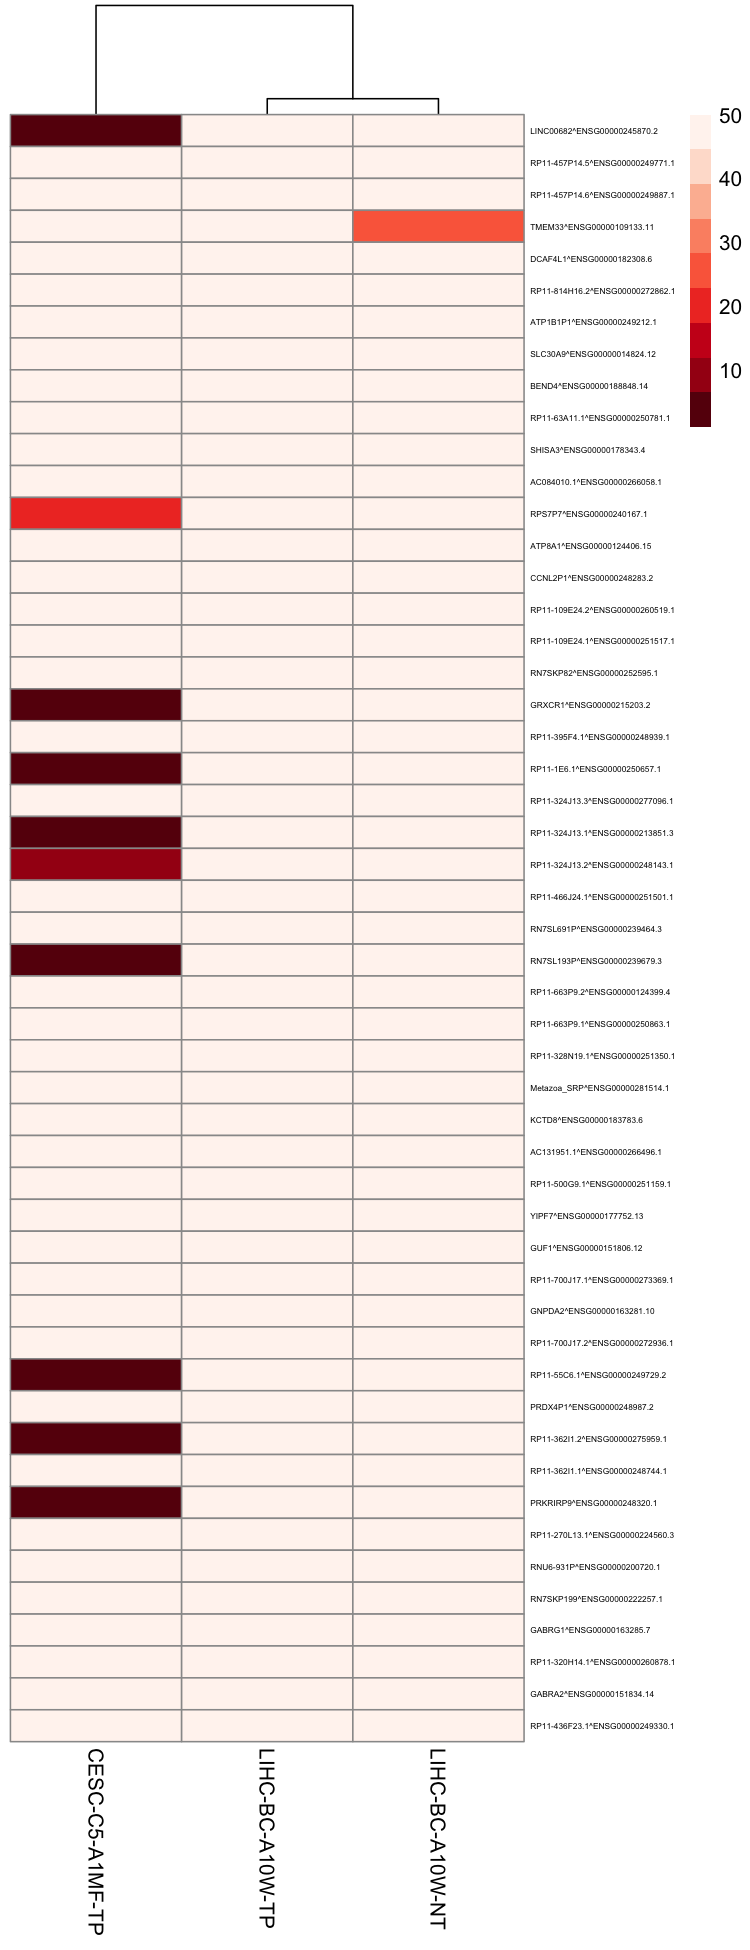 50
40
30
20
10
LINC00682^ENSG00000245870.2
RP11-457P14.5^ENSG00000249771.1
RP11-457P14.6^ENSG00000249887.1
TMEM33^ENSG00000109133.11
DCAF4L1^ENSG00000182308.6
RP11-814H16.2^ENSG00000272862.1
ATP1B1P1^ENSG00000249212.1
SLC30A9^ENSG00000014824.12
BEND4^ENSG00000188848.14
RP11-63A11.1^ENSG00000250781.1
SHISA3^ENSG00000178343.4
AC084010.1^ENSG00000266058.1
RPS7P7^ENSG00000240167.1
ATP8A1^ENSG00000124406.15
CCNL2P1^ENSG00000248283.2
RP11-109E24.2^ENSG00000260519.1
RP11-109E24.1^ENSG00000251517.1
RN7SKP82^ENSG00000252595.1
GRXCR1^ENSG00000215203.2
RP11-395F4.1^ENSG00000248939.1
RP11-1E6.1^ENSG00000250657.1
RP11-324J13.3^ENSG00000277096.1
RP11-324J13.1^ENSG00000213851.3
RP11-324J13.2^ENSG00000248143.1
RP11-466J24.1^ENSG00000251501.1
RN7SL691P^ENSG00000239464.3
RN7SL193P^ENSG00000239679.3
RP11-663P9.2^ENSG00000124399.4
RP11-663P9.1^ENSG00000250863.1
RP11-328N19.1^ENSG00000251350.1
Metazoa_SRP^ENSG00000281514.1
KCTD8^ENSG00000183783.6
AC131951.1^ENSG00000266496.1
RP11-500G9.1^ENSG00000251159.1
YIPF7^ENSG00000177752.13
GUF1^ENSG00000151806.12
RP11-700J17.1^ENSG00000273369.1
GNPDA2^ENSG00000163281.10
RP11-700J17.2^ENSG00000272936.1
RP11-55C6.1^ENSG00000249729.2
PRDX4P1^ENSG00000248987.2
RP11-362I1.2^ENSG00000275959.1
RP11-362I1.1^ENSG00000248744.1
PRKRIRP9^ENSG00000248320.1
RP11-270L13.1^ENSG00000224560.3
RNU6-931P^ENSG00000200720.1
RN7SKP199^ENSG00000222257.1
GABRG1^ENSG00000163285.7
RP11-320H14.1^ENSG00000260878.1
GABRA2^ENSG00000151834.14
RP11-436F23.1^ENSG00000249330.1
CESC-C5-A1MF-TP
LIHC-BC-A10W-TP
LIHC-BC-A10W-NT